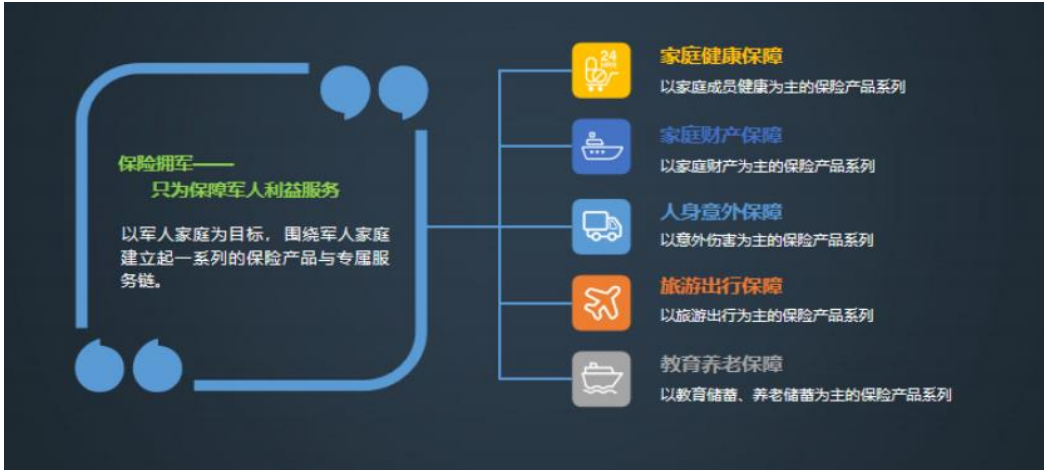 保险拥军——
只为保障军人利益服务
以军人家庭为目标，围绕军人家庭
建立起一系列的保险产品与专属服
务链。
24
HRS
家庭健康保障
以家庭成员健康为主的保险产品系列
家庭财产保障
以家庭财产为主的保险产品系列
人身意外保障
以意外伤害为主的保险产品系列
旅游出行保障
以旅游出行为主的保险产品系列
教育养老保障
以教育储蓄、养老储蓄为主的保险产品系列